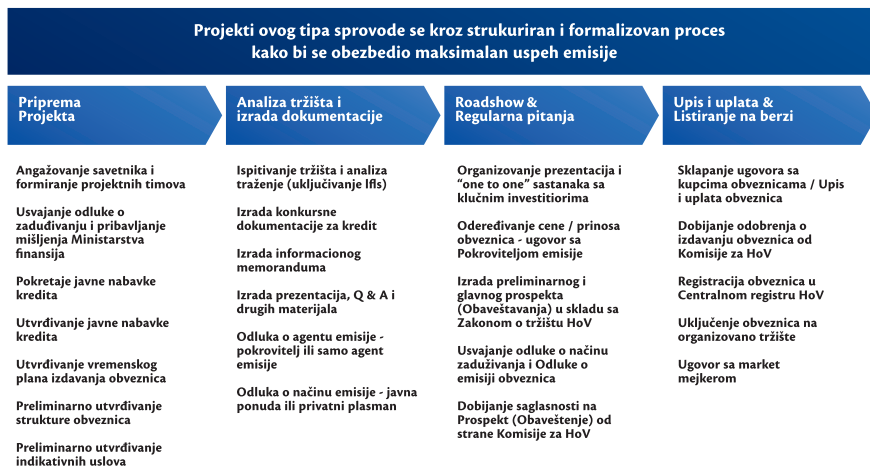 Projekti ovog tipa sprovode se kroz strukuriran i formalizovan proces
kako bi se obezbedio maksimalan uspeh emisije
Priprema
Projekta
Angažovanje savetnika i
formiranje projektnih timova
Usvajanje odluke o
zaduđivanju i pribavljanje
mišljenja Ministarstva
finansija
Pokretaje javne nabavke
kredita
Utvrđivanje javne nabavke
kredita
Utvrđivanje vremenskog
plana izdavanja obveznica
Preliminarno utvrđivanje
strukture obveznica
Preliminarno utvrđivanje
indikativnih uslova
Analiza tržišta i
izrada dokumentacije
Ispitivanje tržišta i analiza
traženje (uključivanje lfls)
Izrada konkursne
dokumentacije za kredit
Izrada informacionog
memoranduma
Izrada prezentacija, Q & A i
drugih materijala
Odluka o agentu emisije -
pokrovitelj ili samo agent
emisije
Odluka o načinu emisije - javna
ponuda ili privatni plasman
Roadshow &
Regularna pitanja
Organizovanje prezentacija i
“one to one” sastanaka sa
klučnim investitiorima
Odeređivanje cene / prinosa
obveznica - ugovor sa
Pokroviteljom emisije
Izrada preliminarnog i
glavnog prospekta
(Obaveštavanja) u skladu sa
Zakonom o tržištu HoV
Usvajanje odluke o načinu
zaduživanja i Odluke o
emisiji obveznica
Dobijanje saglasnosti na
Prospekt (Obaveštenje) od
strane Komisije za HoV
Upis i uplata &
Listiranje na berzi
Sklapanje ugovora sa
kupcima obveznicama / Upis
i uplata obveznica
Dobijanje odobrenja o
izdavanju obveznica od
Komisije za HoV
Registracija obveznica u
Centralnom registru HoV
Uključenje obveznica na
organizovano tržište
Ugovor sa market
mejkerom